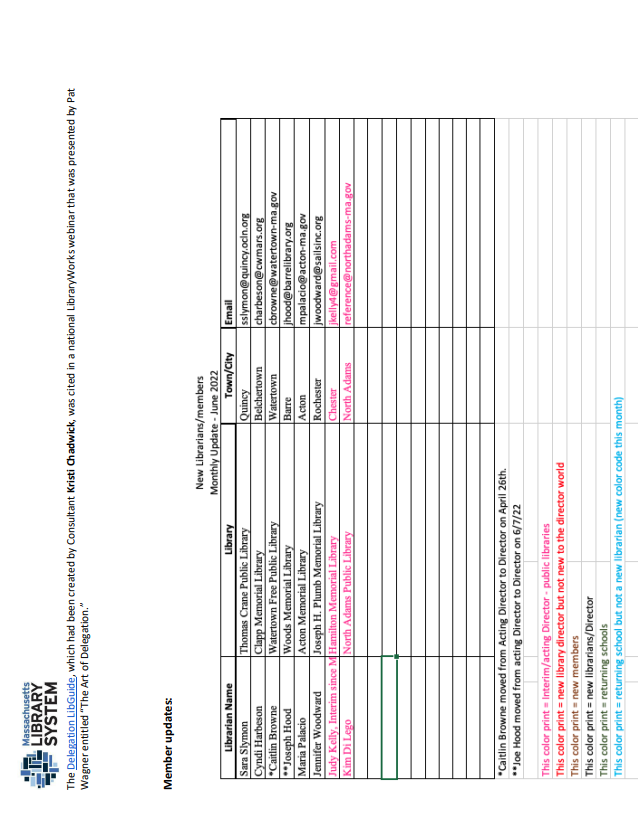 Massachusetts
LIBRARY
SYSTEM
The Delegation LibGuide, which had been created by Consultant Kristi Chadwick, was cited in a national LibraryWorks webinar that was presented by Pat
Wagner entitled "The Art of Delegation."
Member updates:
New Librarians/members
Monthly Update - June 2022
Librarian Name Library Town/City Email
Sara Slymon Thomas Crane Public Library Quincy sslymon@quincy.ocln.org
Cyndi Harbeson Clapp Memorial Library Belchertown charbeson@cwmars.org
*Caitlin Browne Watertown Free Public Library Watertown cbrowne@watertown-ma.gov
**Joseph Hood Woods Memorial Library Barre jhood@barrelibrary.org
Maria Palacio Acton Memorial Library Acton mpalacio@acton-ma.gov
Jennifer Woodward Joseph H. Plumb Memorial Library Rochester jwoodward@sailsinc.org
Judy Kelly, Interim since M Hamilton Memorial Library Chester jkelly4@gmail.com
Kim Di Lego North Adams Public Library North Adams reference@northadams-ma.gov
*Caitlin Browne moved from Acting Director to Director on April 26th.
**Joe Hood moved from acting Director to Director on 6/7/22
This color print = Interim/acting Director - public libraries
This color print = new library director but not new to the director world
This color print = new members
This color print = new librarians/Director
This color print = returning schools
This color print = returning school but not a new librarian (new color code this month)